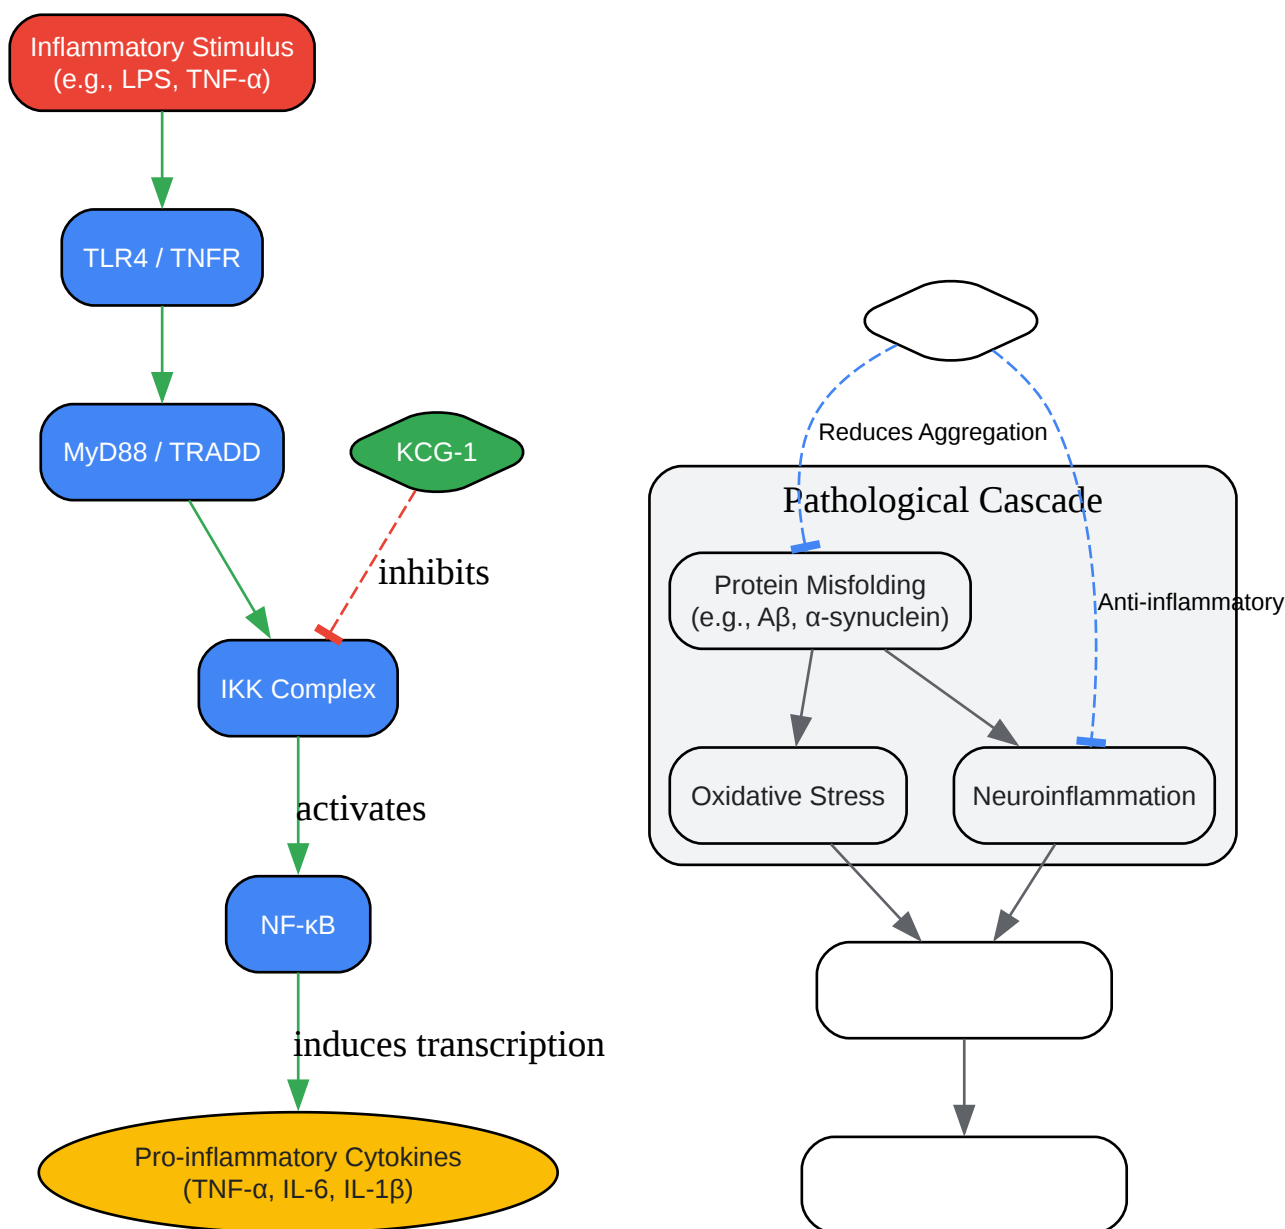 Inflammatory Stimulus
(e.g., LPS, TNF-α)
TLR4 / TNFR
MyD88 / TRADD
KCG-1
inhibits
IKK Complex
activates
NF-κB
induces transcription
Pro-inflammatory Cytokines
(TNF-α, IL-6, IL-1β)
Reduces Aggregation
Pathological Cascade
Protein Misfolding
(e.g., Aβ, α-synuclein)
Anti-inflammatory
Oxidative Stress
Neuroinflammation